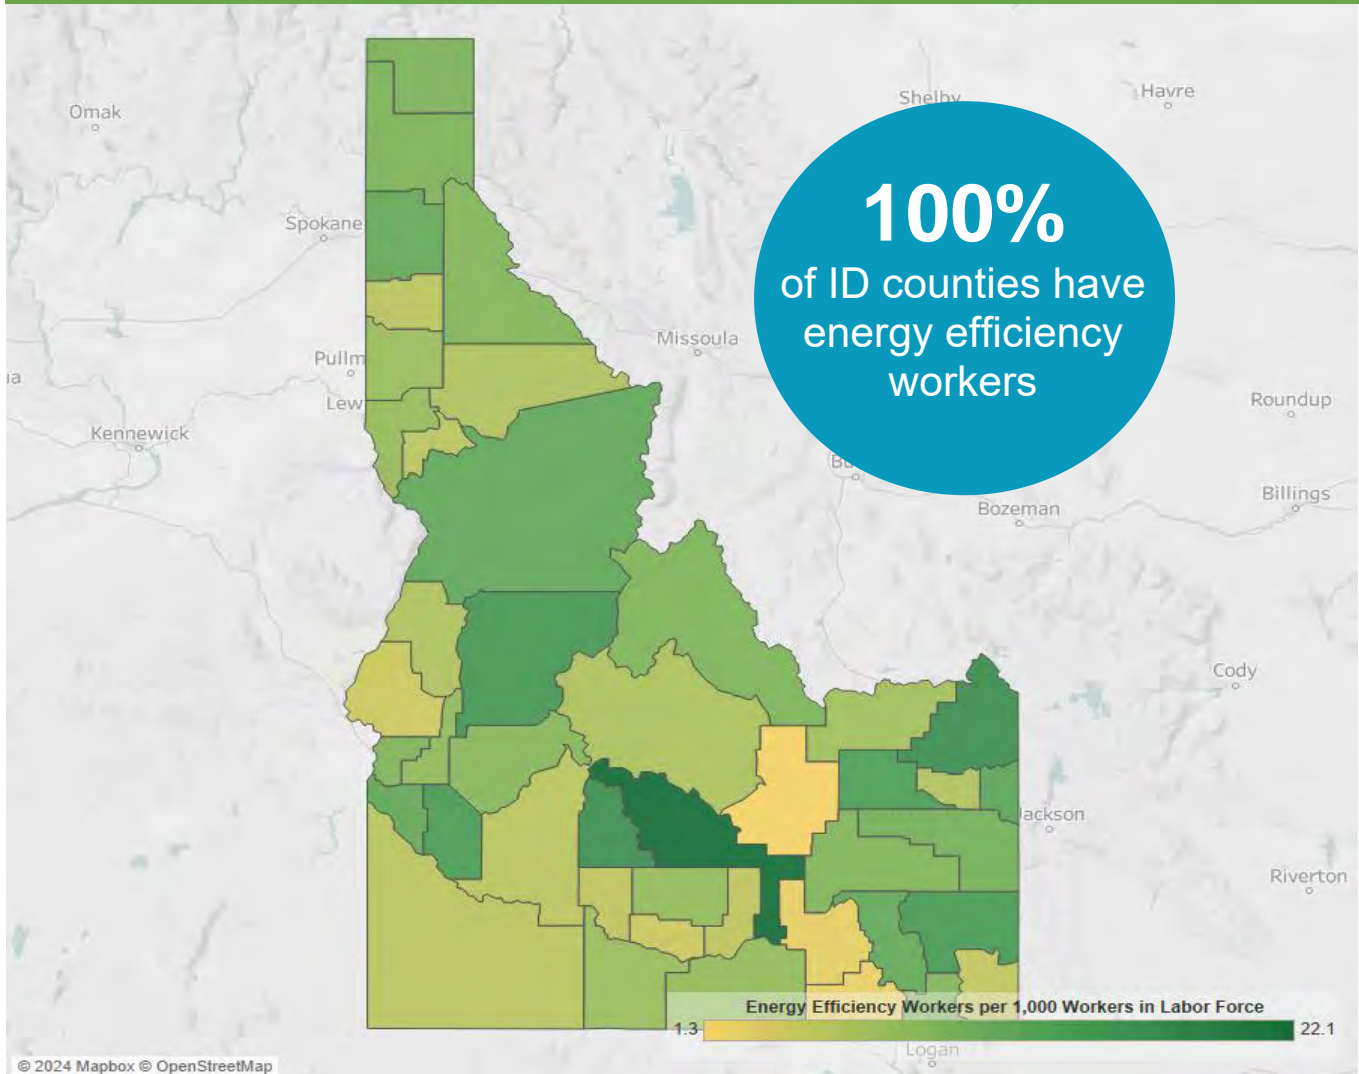 Omak
Shelby
Havre
100%
of ID counties have
energy efficiency
workers
Spokane
Missoula
Pullm
Lew
Kennewick
Roundup
Billings
Bozeman
Cody
Jackson
Riverton
Energy Efficiency Workers per 1,000 Workers in Labor Force
1.3
22.1
Logan
© 2024 Mapbox © OpenStreetMap